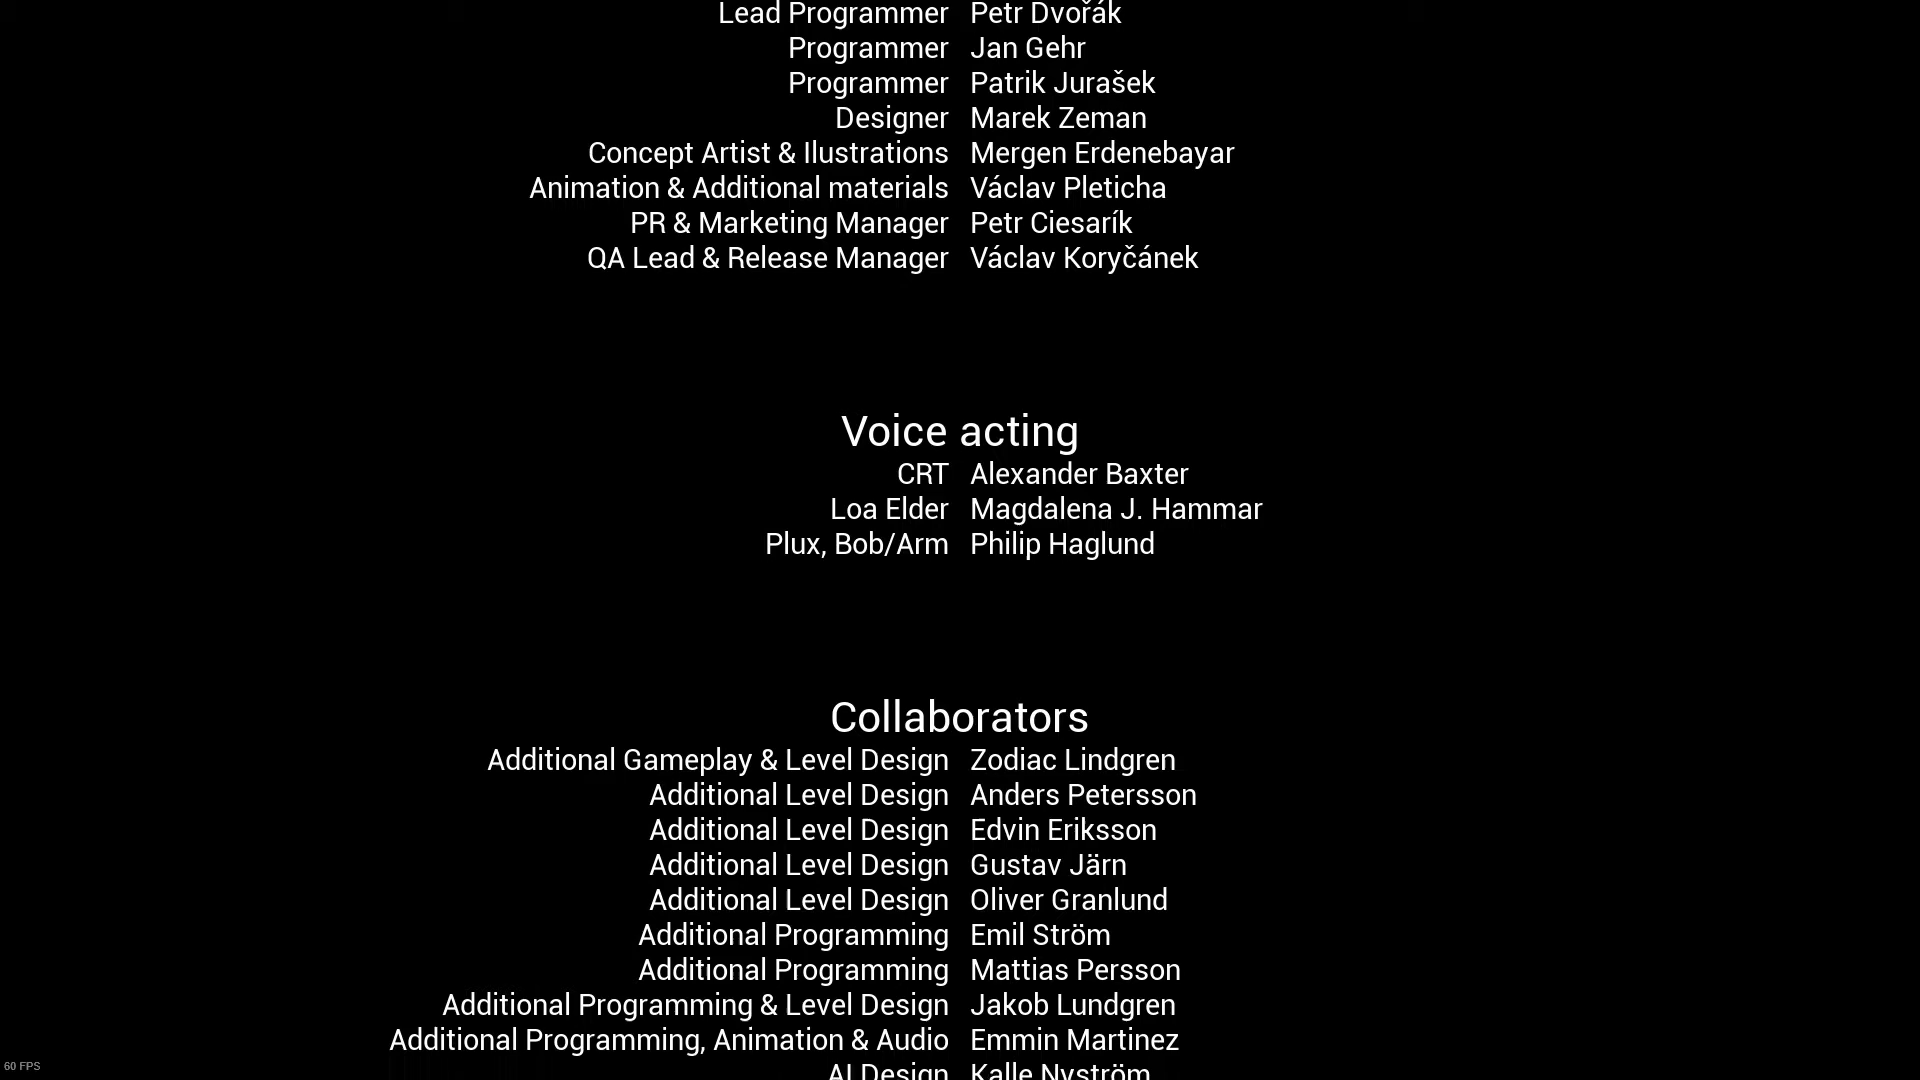 Lead Programmer Petr Dvořák
Programmer Jan Gehr
Programmer Patrik Jurašek
Designer Marek Zeman
Concept Artist & Ilustrations Mergen Erdenebayar
Animation & Additional materials Václav Pleticha
PR & Marketing Manager Petr Ciesarík
QA Lead & Release Manager Václav Koryčánek
Voice acting
CRT Alexander Baxter
Loa Elder Magdalena J. Hammar
Plux, Bob/Arm Philip Haglund
Collaborators
Additional Gameplay & Level Design Zodiac Lindgren
Additional Level Design Anders Petersson
Additional Level Design Edvin Eriksson
Additional Level Design Gustav Järn
Additional Level Design Oliver Granlund
Additional Programming Emil Ström
Additional Programming Mattias Persson
Additional Programming & Level Design Jakob Lundgren
Additional Programming, Animation & Audio Emmin Martinez
AI Design Kalle Nyström
60 FPS